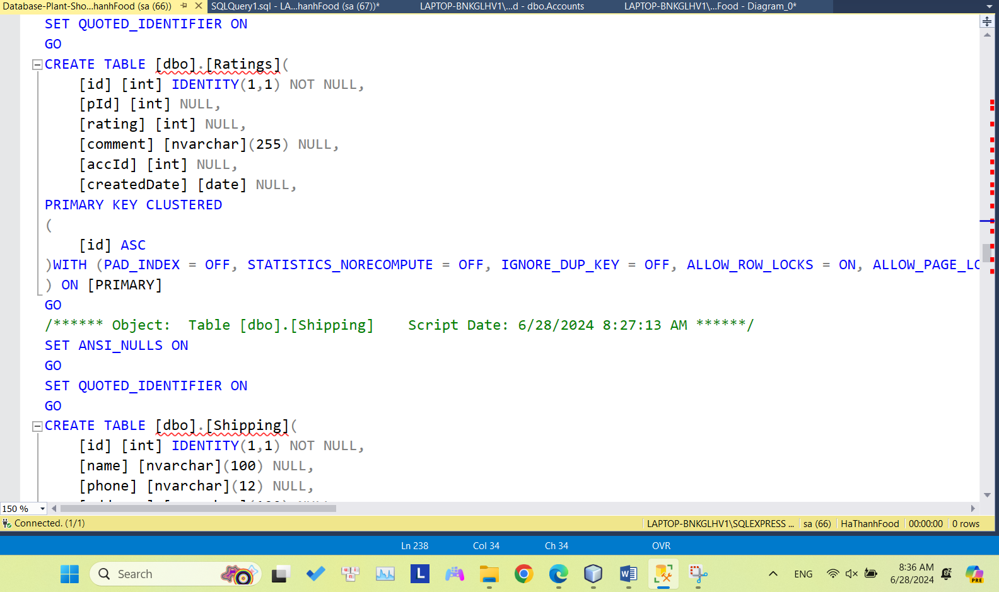 Database-Plant-Sho...hanhFood (sa (66))
SQLQuery1.sql - LA...hanhFood (sa (67))*
LAPTOP-BNKGLHV1\...d - dbo.Accounts
LAPTOP-BNKGLHV1\...Food - Diagram_0*
SET QUOTED_IDENTIFIER ON
GO
CREATE TABLE [dbo].[Ratings](
[id] [int] IDENTITY(1,1) NOT NULL,
[pId] [int] NULL,
[rating] [int] NULL,
[comment] [nvarchar](255) NULL,
[accId] [int] NULL,
[createdDate] [date] NULL,
PRIMARY KEY CLUSTERED
(
[id] ASC
)WITH (PAD_INDEX = OFF, STATISTICS_NORECOMPUTE = OFF, IGNORE_DUP_KEY = OFF, ALLOW_ROW_LOCKS = ON, ALLOW_PAGE_LO
) ON [PRIMARY]
GO
/****** Object:  Table [dbo].[Shipping]    Script Date: 6/28/2024 8:27:13 AM ******/
SET ANSI_NULLS ON
GO
SET QUOTED_IDENTIFIER ON
GO
CREATE TABLE [dbo].[Shipping](
[id] [int] IDENTITY(1,1) NOT NULL,
[name] [nvarchar](100) NULL,
[phone] [nvarchar](12) NULL,
150 %
Connected. (1/1)
LAPTOP-BNKGLHV1\SQLEXPRESS ...
sa (66)
HaThanhFood
00:00:00
0 rows
Ln 238
Col 34
Ch 34
OVR
Search
L
W
ENG
8:36 AM
6/28/2024
PRE